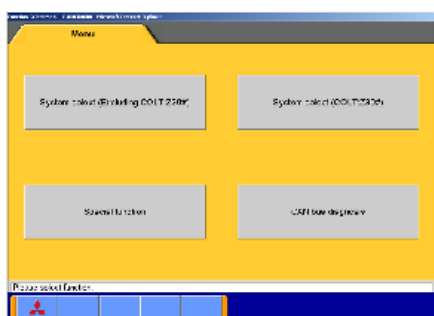 Menu
System select (Excluding COLT:Z30#)
System select (COLT:Z30#)
Special function
CAN bus diagnosis
Please select function.